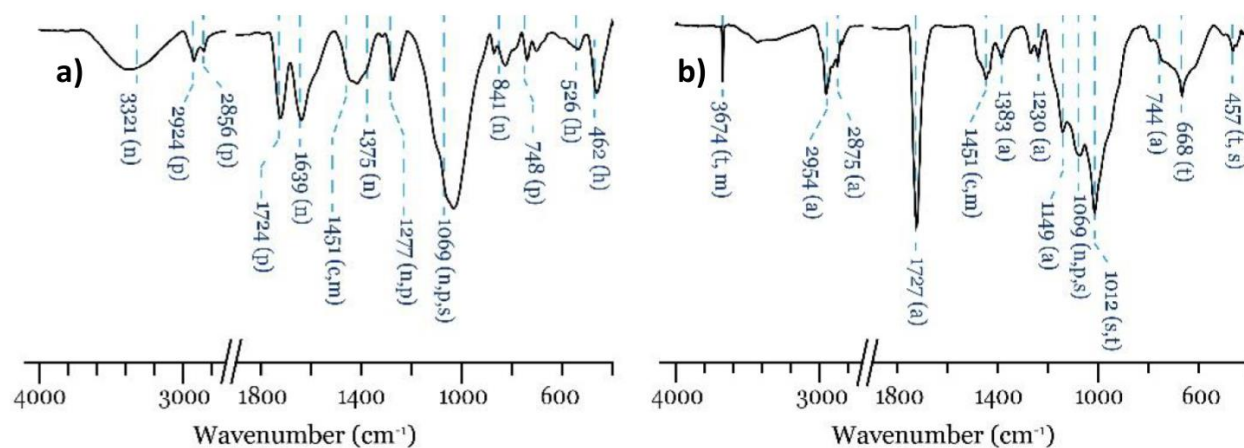 a)
3321 (n)
2924 (p)
2856 (p)
1724 (p)
1639 (n)
1451 (c,m)
1375 (n)
1277 (n,p)
1069 (n,p,s)
841 (n)
748 (p)
526 (h)
462 (h)
4000
3000
1800
1400
1000
600
Wavenumber (cm⁻¹)
b)
3674 (t, m)
2954 (a)
2875 (a)
1727 (a)
1451 (c,m)
1383 (a)
1230 (a)
1149 (a)
1069 (n,p,s)
1012 (s,t)
744 (a)
668 (t)
457 (t, s)
4000
3000
1800
1400
1000
600
Wavenumber (cm⁻¹)